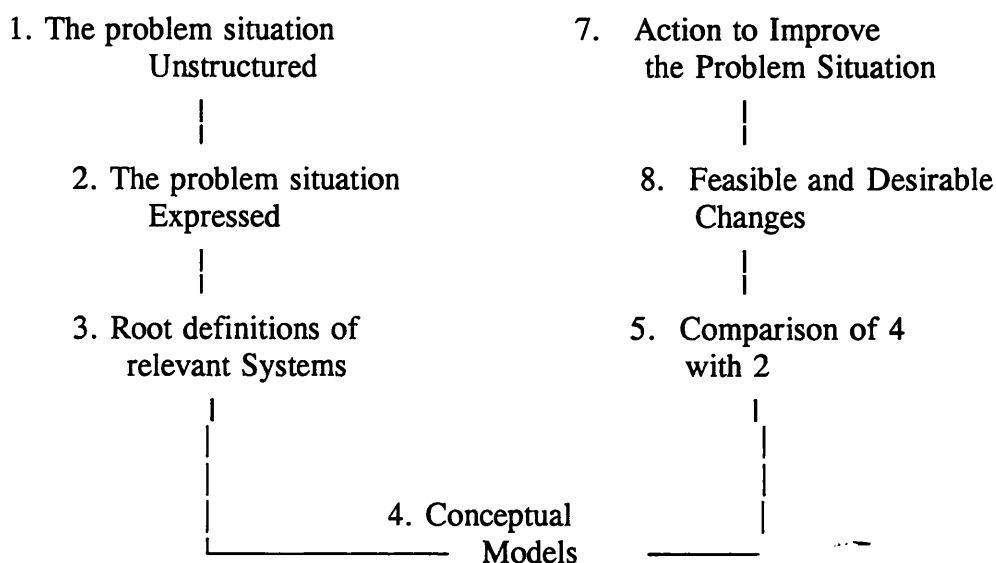 1. The problem situation
Unstructured
2. The problem situation
Expressed
3. Root definitions of
relevant Systems
4. Conceptual
Models
5. Comparison of 4
with 2
8. Feasible and Desirable
Changes
7. Action to Improve
the Problem Situation